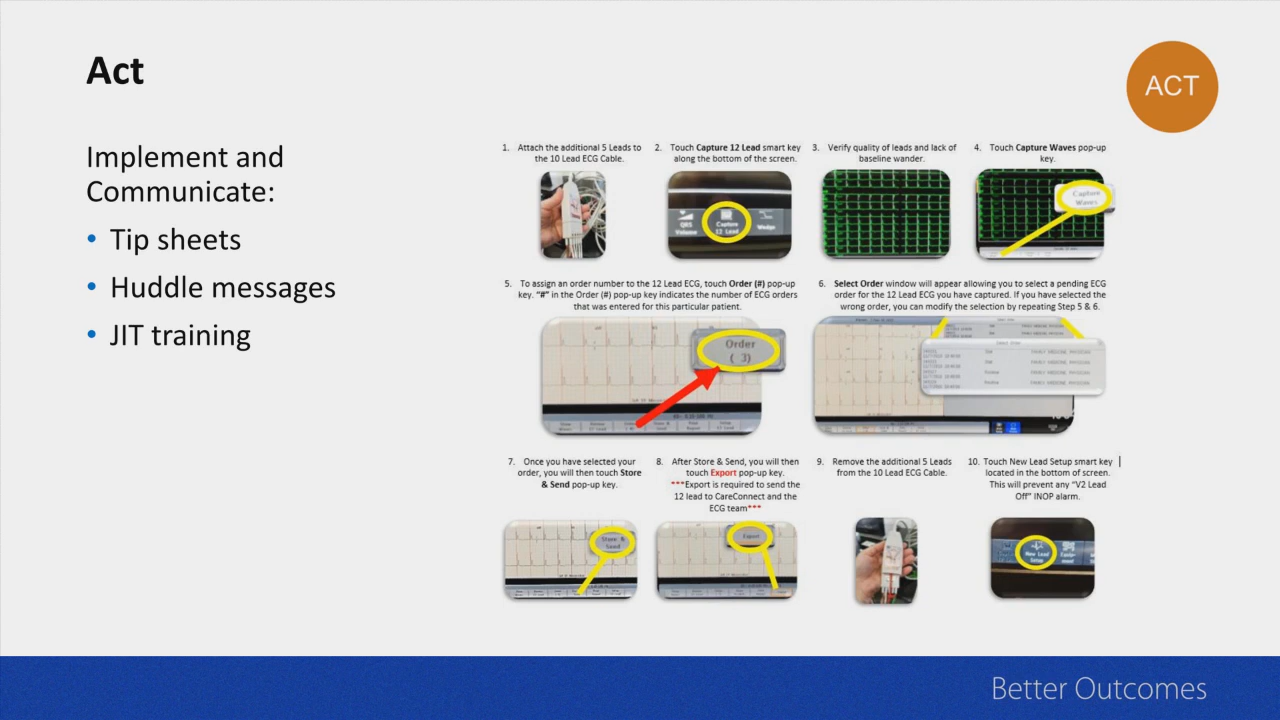 Act
ACT
Implement and
Communicate:
• Tip sheets
• Huddle messages
• JIT training
1. Attach the additional 5 Leads to
the 10 Lead ECG Cable.
2. Touch Capture 12 Lead smart key
along the bottom of the screen.
3. Verify quality of leads and lack of
baseline wander.
4. Touch Capture Waves pop-up
key.
QRS
Volume
Capture
12 Lead
Wedge
Capture
Waves
5. To assign an order number to the 12 Lead ECG, touch Order (#) pop-up
key. "#" in the Order (#) pop-up key indicates the number of ECG orders
that was entered for this particular patient.
6. Select Order window will appear allowing you to select a pending ECG
order for the 12 Lead ECG you have captured. If you have selected the
wrong order, you can modify the selection by repeating Step 5 & 6.
Order
( 3)
Select Order
7. Once you have selected your
order, you will then touch Store
& Send pop-up key.
8. After Store & Send, you will then
touch Export pop-up key.
***Export is required to send the
12 lead to CareConnect and the
ECG team***
9. Remove the additional 5 Leads
from the 10 Lead ECG Cable.
10. Touch New Lead Setup smart key
located in the bottom of screen.
This will prevent any "V2 Lead
Off" INOP alarm.
Store &
Send
Export
New Lead
Setup
Better Outcomes